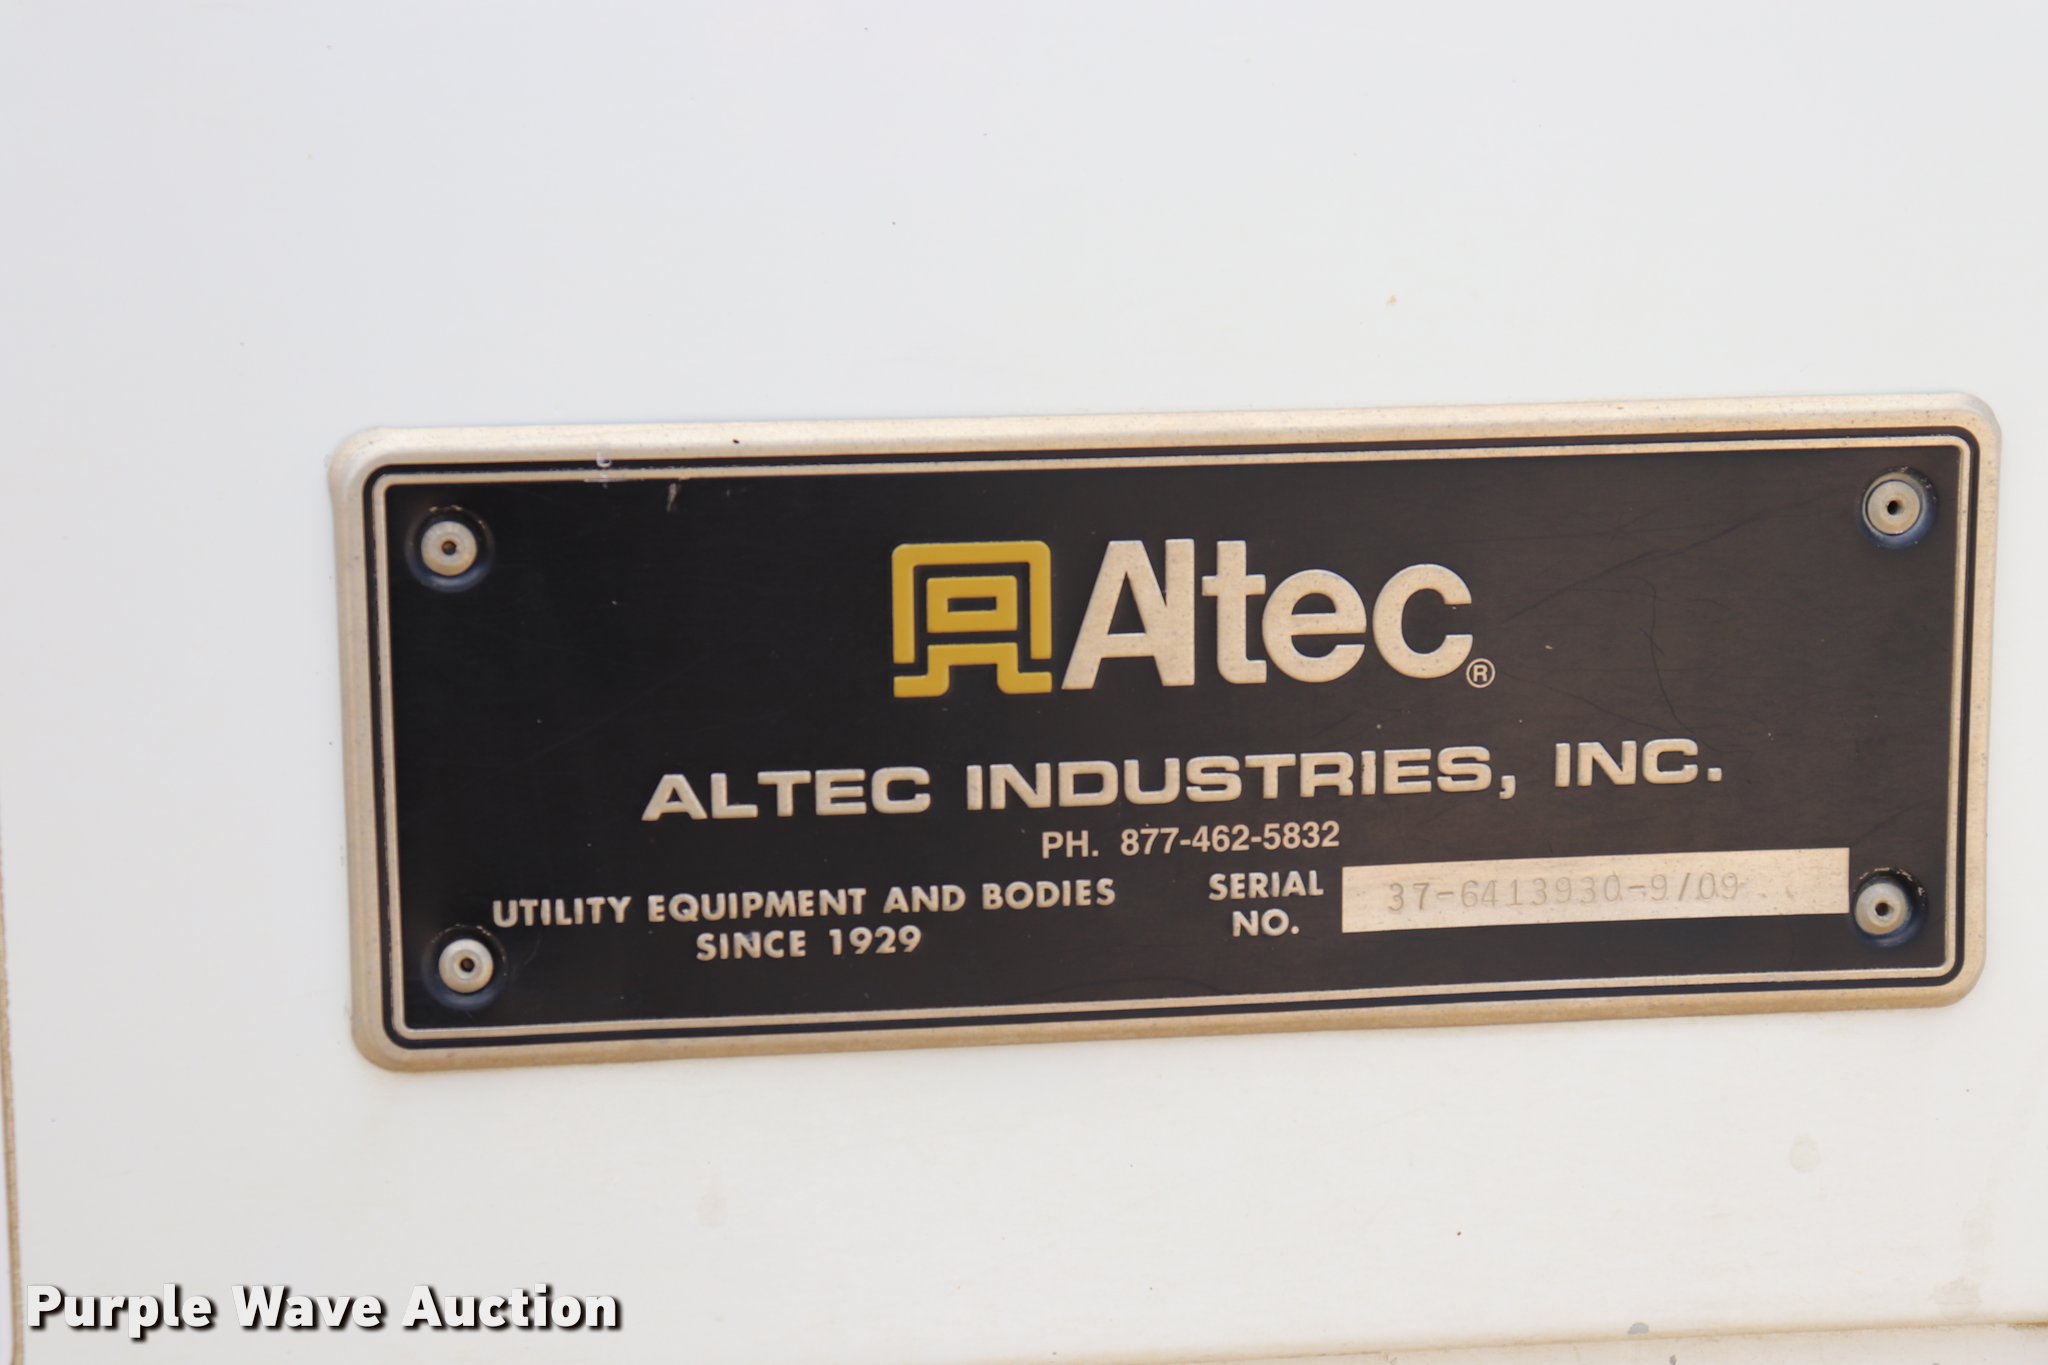 Altec®
ALTEC INDUSTRIES, INC.
PH. 877-462-5832
UTILITY EQUIPMENT AND BODIES
SINCE 1929
SERIAL
NO.
37-6413930-9/09
Purple Wave Auction